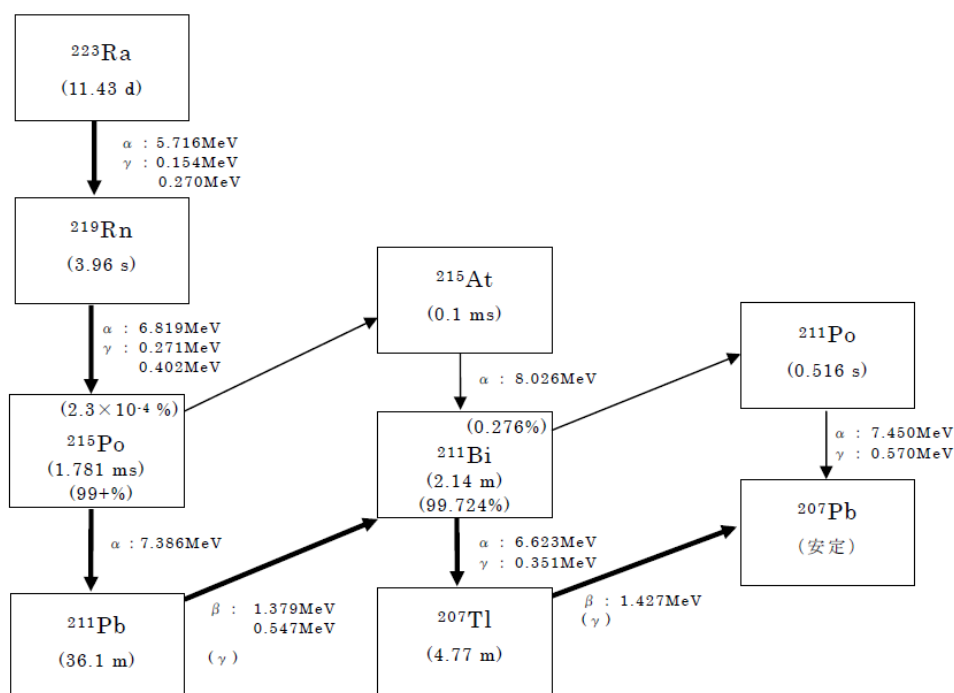 ²²³Ra
(11.43 d)
α : 5.716MeV
γ : 0.154MeV
0.270MeV
²¹⁹Rn
(3.96 s)
α : 6.819MeV
γ : 0.271MeV
0.402MeV
(2.3×10⁻⁴ %)
²¹⁵Po
(1.781 ms)
(99+%)
α:7.386MeV
²¹¹Pb
(36.1 m)
β : 1.379MeV
0.547MeV
(γ)
²¹⁵At
(0.1 ms)
α : 8.026MeV
(0.276%)
²¹¹Bi
(2.14 m)
(99.724%)
α : 6.623MeV
γ : 0.351MeV
²⁰⁷Tl
(4.77 m)
β : 1.427MeV
(γ)
²¹¹Po
(0.516 s)
α : 7.450MeV
γ : 0.570MeV
²⁰⁷Pb
(安定)